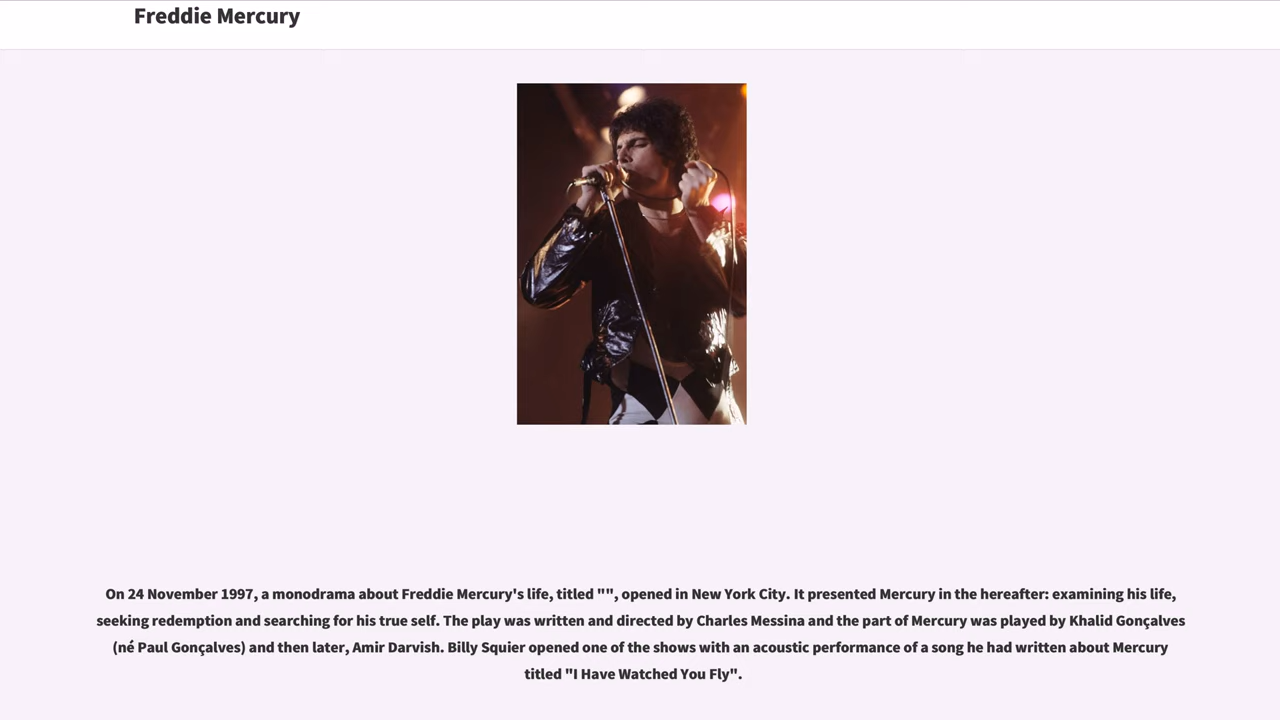 Freddie Mercury
On 24 November 1997, a monodrama about Freddie Mercury's life, titled "", opened in New York City. It presented Mercury in the hereafter: examining his life,
seeking redemption and searching for his true self. The play was written and directed by Charles Messina and the part of Mercury was played by Khalid Gonçalves
(né Paul Gonçalves) and then later, Amir Darvish. Billy Squier opened one of the shows with an acoustic performance of a song he had written about Mercury
titled "I Have Watched You Fly".